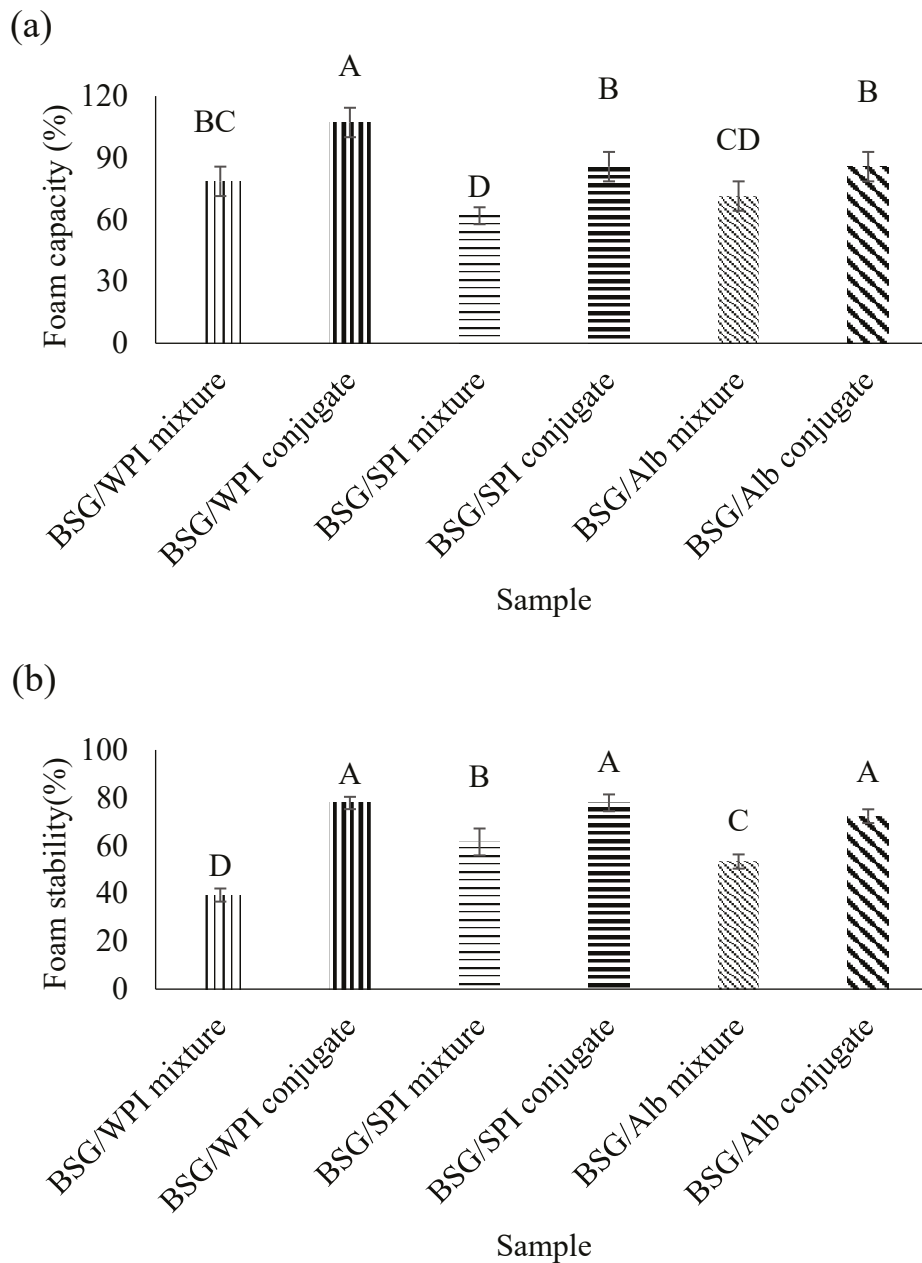 (a)
Foam capacity (%)
120
90
60
30
0
BC
A
D
B
CD
B
BSG/WPI mixture
BSG/WPI conjugate
BSG/SPI mixture
BSG/SPI conjugate
BSG/Alb mixture
BSG/Alb conjugate
Sample
(b)
Foam stability(%)
100
80
60
40
20
0
D
A
B
A
C
A
BSG/WPI mixture
BSG/WPI conjugate
BSG/SPI mixture
BSG/SPI conjugate
BSG/Alb mixture
BSG/Alb conjugate
Sample